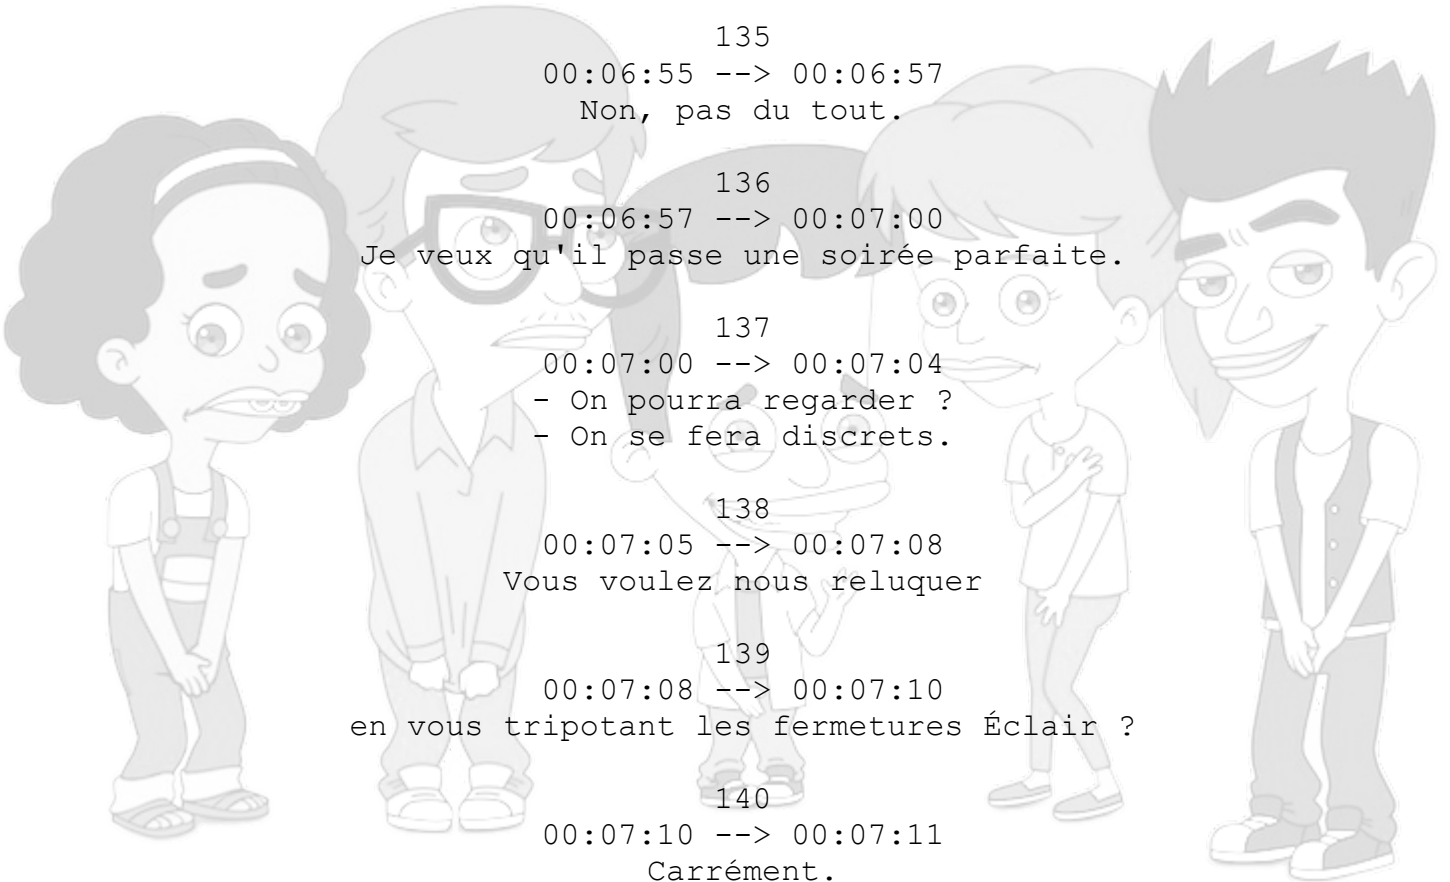 135
00:06:55 --> 00:06:57
Non, pas du tout.
136
00:06:57 --> 00:07:00
Je veux qu'il passe une soirée parfaite.
137
00:07:00 --> 00:07:04
- On pourra regarder ?
- On se fera discrets.
138
00:07:05 --> 00:07:08
Vous voulez nous reluquer
139
00:07:08 --> 00:07:10
en vous tripotant les fermetures Éclair ?
140
00:07:10 --> 00:07:11
Carrément.